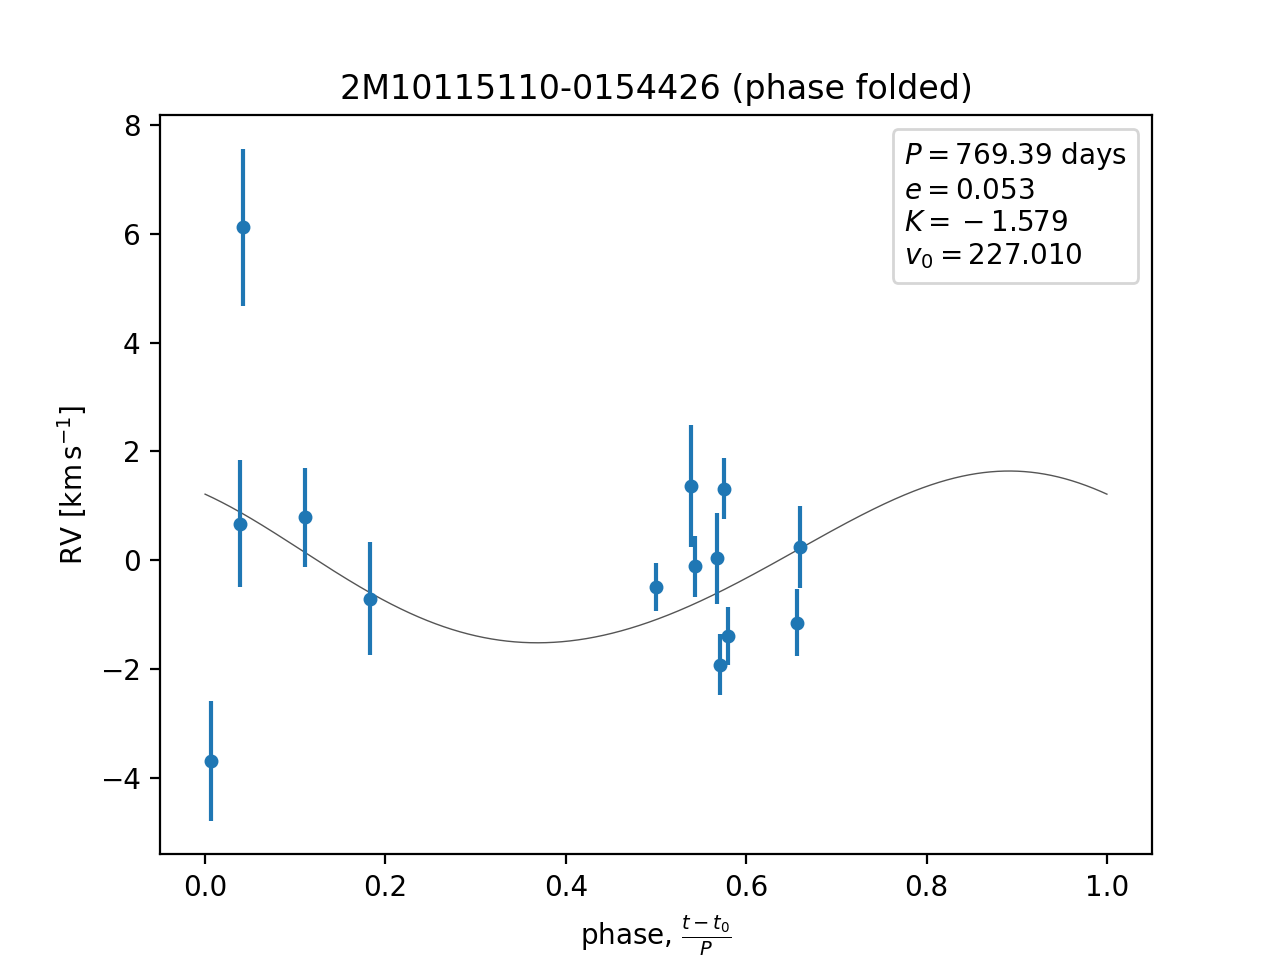 2M10115110-0154426 (phase folded)
P = 769.39 days
e = 0.053
K = −1.579
v₀ = 227.010
8
6
4
2
0
−2
−4
RV [km s⁻¹]
0.0 0.2 0.4 0.6 0.8 1.0
phase, (t − t₀)/P